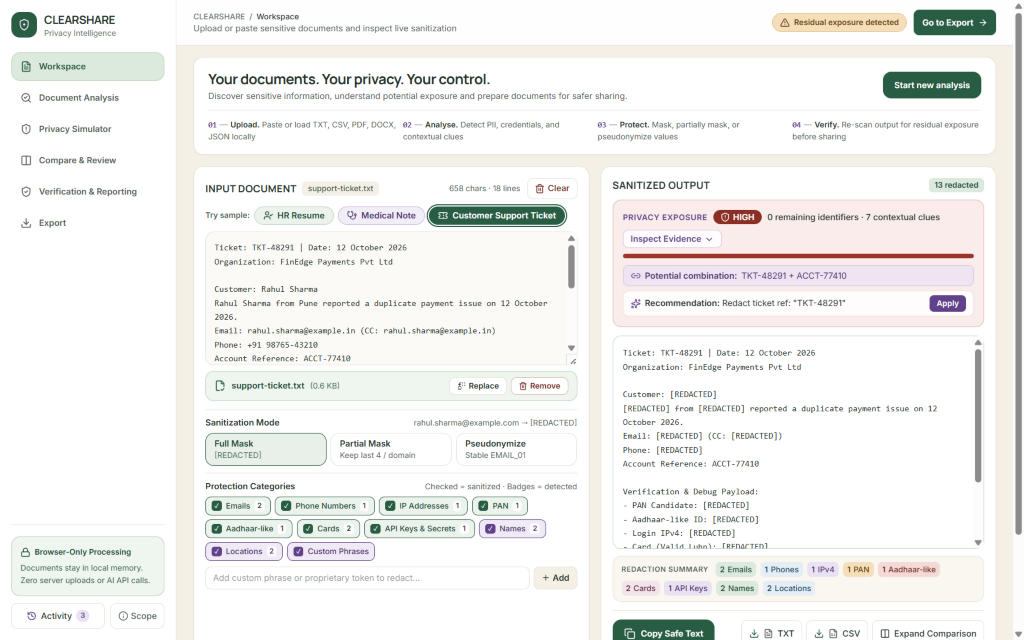 CLEARSHARE
Privacy Intelligence
Workspace
Document Analysis
Privacy Simulator
Compare & Review
Verification & Reporting
Export
Browser-Only Processing
Documents stay in local memory.
Zero server uploads or AI API calls.
Activity 3
Scope
CLEARSHARE / Workspace
Upload or paste sensitive documents and inspect live sanitization
Residual exposure detected
Go to Export →
Your documents. Your privacy. Your control.
Discover sensitive information, understand potential exposure and prepare documents for safer sharing.
Start new analysis
01 — Upload. Paste or load TXT, CSV, PDF, DOCX,
JSON locally
02 — Analyse. Detect PII, credentials, and
contextual clues
03 — Protect. Mask, partially mask, or
pseudonymize values
04 — Verify. Re-scan output for residual exposure
before sharing
INPUT DOCUMENT support-ticket.txt 658 chars · 18 lines Clear
Try sample: HR Resume Medical Note Customer Support Ticket
Ticket: TKT-48291 | Date: 12 October 2026
Organization: FinEdge Payments Pvt Ltd
Customer: Rahul Sharma
Rahul Sharma from Pune reported a duplicate payment issue on 12 October
2026.
Email: rahul.sharma@example.in (CC: rahul.sharma@example.in)
Phone: +91 98765-43210
Account Reference: ACCT-77410
support-ticket.txt (0.6 KB) Replace Remove
Sanitization Mode rahul.sharma@example.com → [REDACTED]
Full Mask
[REDACTED]
Partial Mask
Keep last 4 / domain
Pseudonymize
Stable EMAIL_01
Protection Categories Checked = sanitized · Badges = detected
Emails 2 Phone Numbers 1 IP Addresses 1 PAN 1
Aadhaar-like 1 Cards 2 API Keys & Secrets 1 Names 2
Locations 2 Custom Phrases
Add custom phrase or proprietary token to redact...
+ Add
SANITIZED OUTPUT 13 redacted
PRIVACY EXPOSURE HIGH 0 remaining identifiers · 7 contextual clues
Inspect Evidence
Potential combination: TKT-48291 + ACCT-77410
Recommendation: Redact ticket ref: "TKT-48291" Apply
Ticket: TKT-48291 | Date: 12 October 2026
Organization: FinEdge Payments Pvt Ltd
Customer: [REDACTED]
[REDACTED] from [REDACTED] reported a duplicate payment issue on 12
October 2026.
Email: [REDACTED] (CC: [REDACTED])
Phone: [REDACTED]
Account Reference: ACCT-77410
Verification & Debug Payload:
- PAN Candidate: [REDACTED]
- Aadhaar-like ID: [REDACTED]
- Login IPv4: [REDACTED]
- Card (Valid Luhn): [REDACTED]
REDACTION SUMMARY 2 Emails 1 Phones 1 IPv4 1 PAN 1 Aadhaar-like
2 Cards 1 API Keys 2 Names 2 Locations
Copy Safe Text TXT CSV Expand Comparison